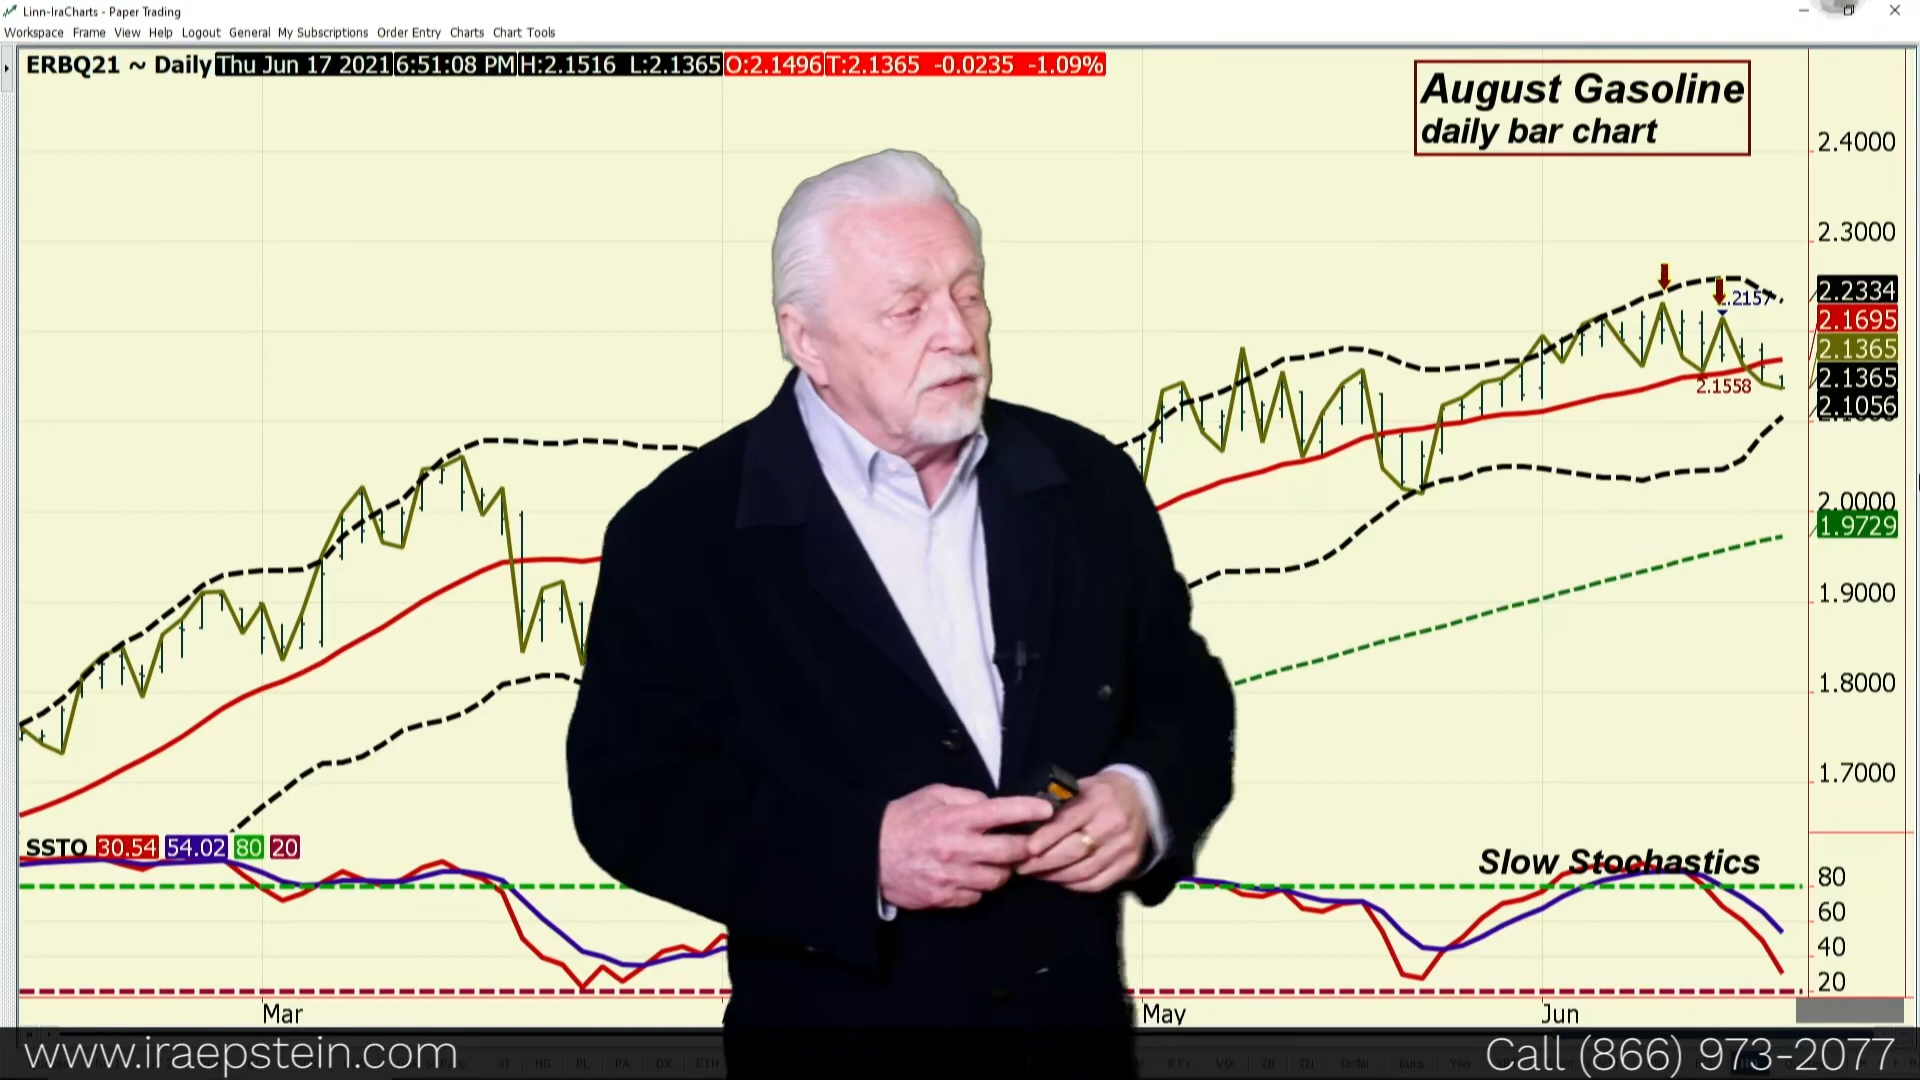 Linn-IraCharts - Paper Trading
Workspace Frame View Help Logout General My Subscriptions Order Entry Charts Chart Tools
ERBQ21 ~ Daily Thu Jun 17 2021 6:51:08 PM H:2.1516 L:2.1365 O:2.1496 T:2.1365 -0.0235 -1.09%
August Gasoline
daily bar chart
2.4000
2.3000
2.2334
2.1695
2.1365
2.1365
2.1056
2.2157
2.1558
2.0000
1.9729
1.9000
1.8000
1.7000
SSTO 30.54 54.02 80 20
Slow Stochastics
80
60
40
20
Mar May Jun
www.iraepstein.com
Call (866) 973-2077